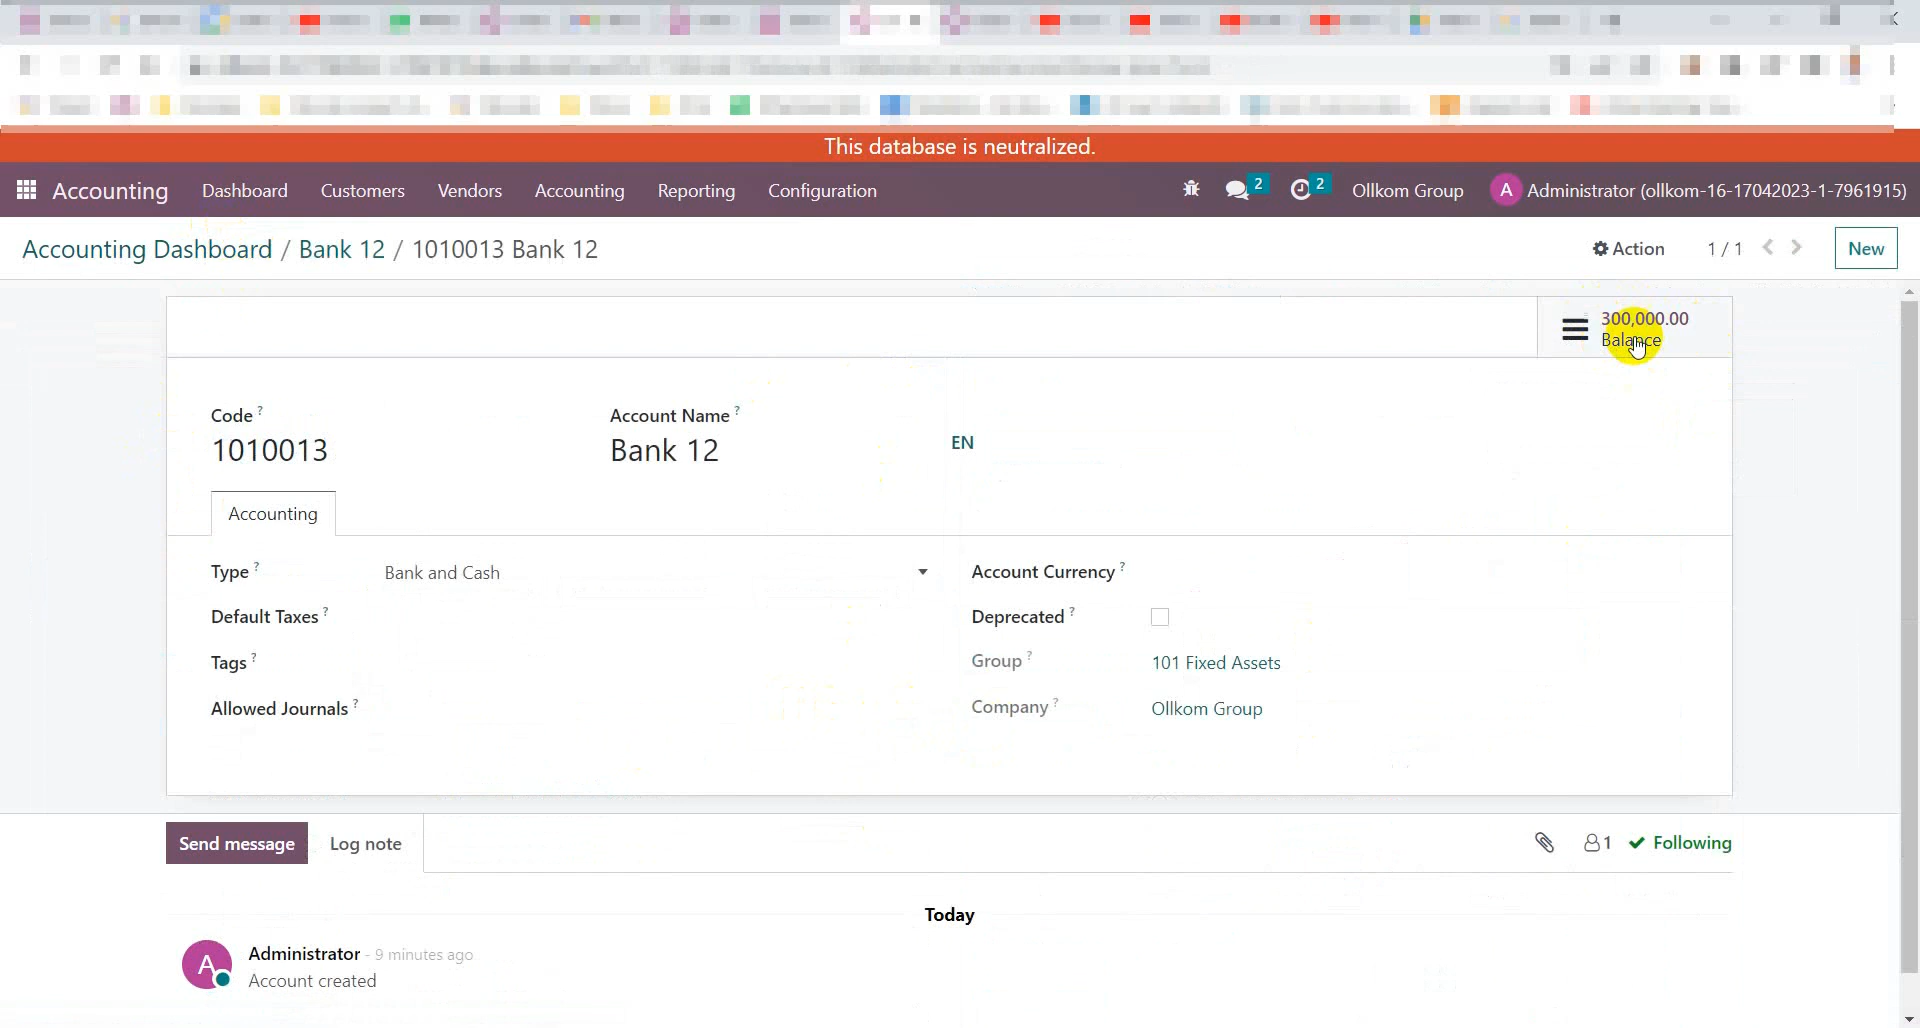 This database is neutralized.
Accounting Dashboard Customers Vendors Accounting Reporting Configuration 2 2 Ollkom Group A Administrator (ollkom-16-17042023-1-7961915)
Accounting Dashboard / Bank 12 / 1010013 Bank 12 Action 1 / 1 New
300,000.00
Balance
Code ? Account Name ?
1010013 Bank 12 EN
Accounting
Type ? Bank and Cash Account Currency ?
Default Taxes ? Deprecated ?
Tags ? Group ? 101 Fixed Assets
Allowed Journals ? Company ? Ollkom Group
Send message Log note 1 Following
Today
A Administrator - 9 minutes ago
Account created